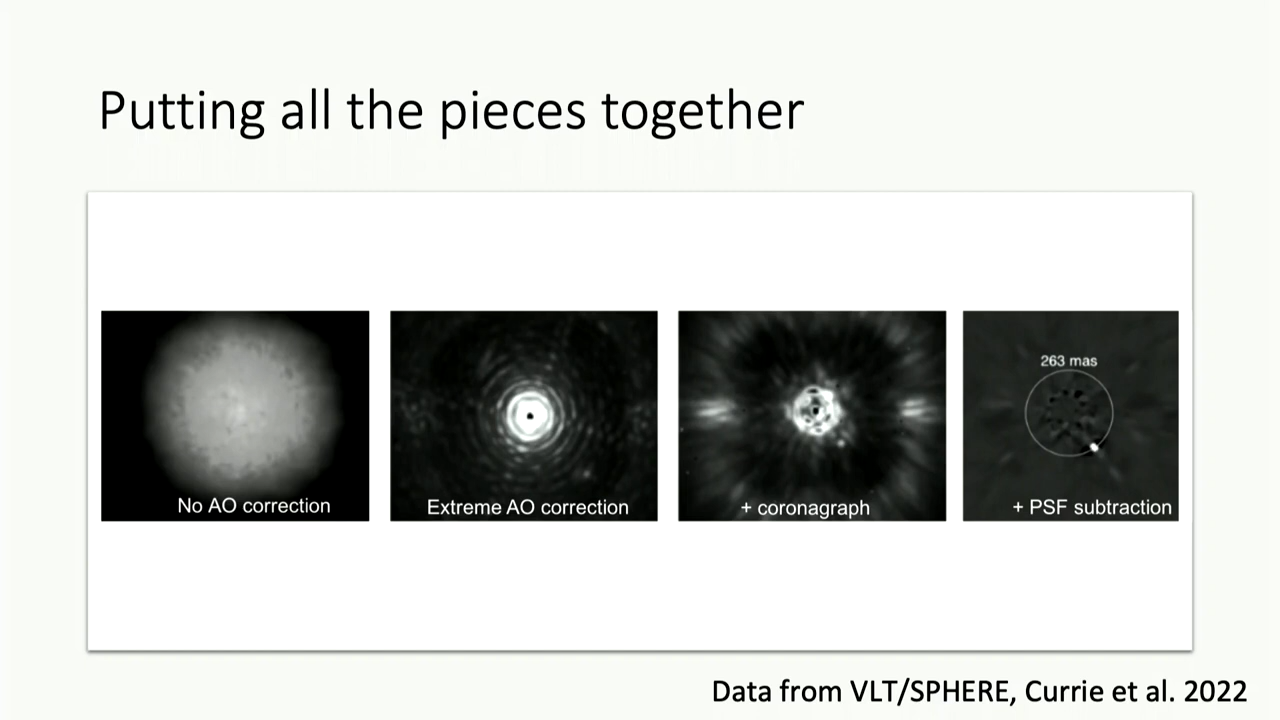 Putting all the pieces together
263 mas
No AO correction
Extreme AO correction
+ coronagraph
+ PSF subtraction
Data from VLT/SPHERE, Currie et al. 2022